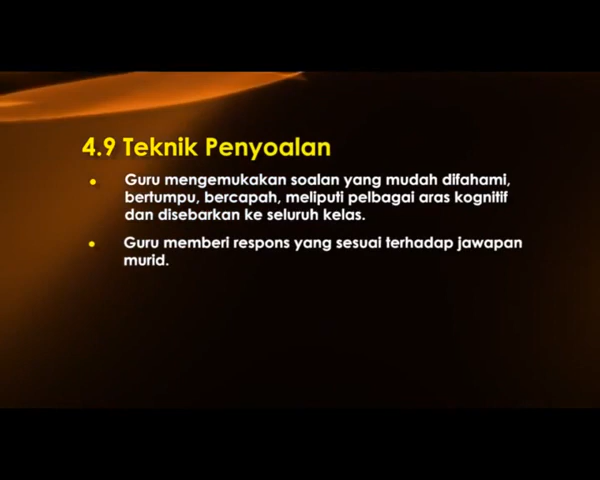 4.9 Teknik Penyoalan
• Guru mengemukakan soalan yang mudah difahami,
bertumpu, bercapah, meliputi pelbagai aras kognitif
dan disebarkan ke seluruh kelas.
• Guru memberi respons yang sesuai terhadap jawapan
murid.